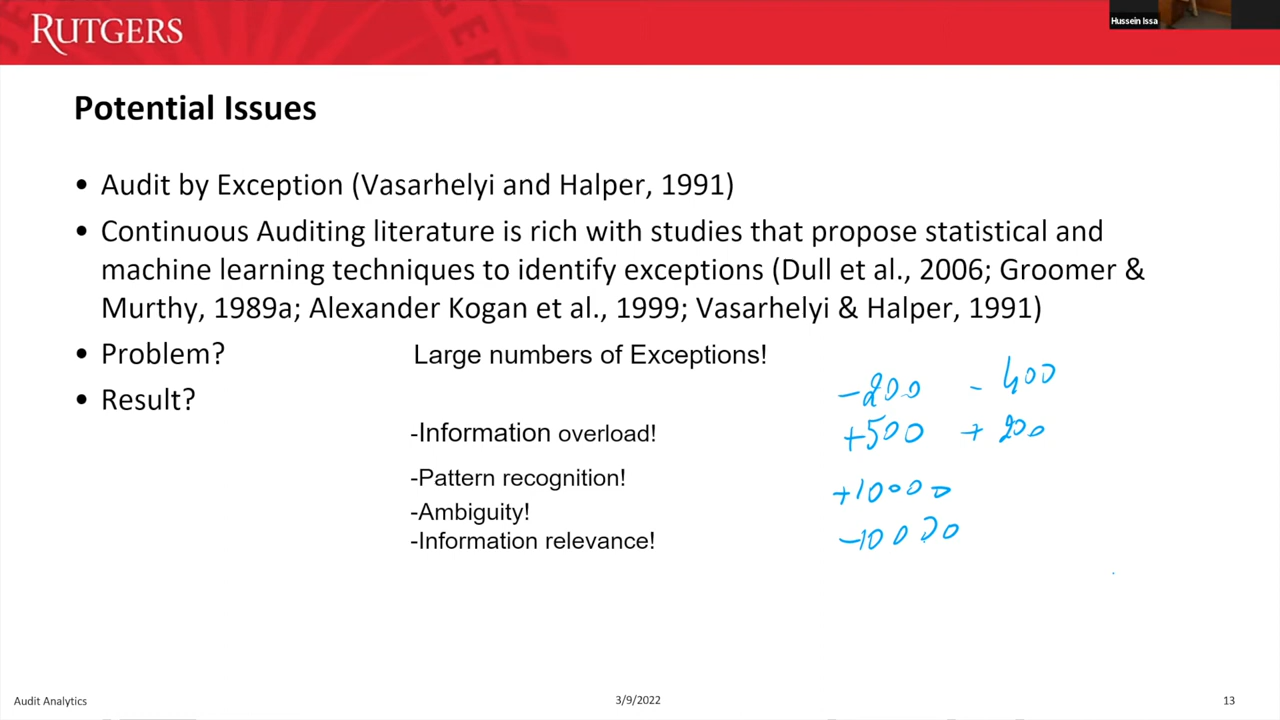 RUTGERS
Hussein Issa
Potential Issues
• Audit by Exception (Vasarhelyi and Halper, 1991)
• Continuous Auditing literature is rich with studies that propose statistical and
machine learning techniques to identify exceptions (Dull et al., 2006; Groomer &
Murthy, 1989a; Alexander Kogan et al., 1999; Vasarhelyi & Halper, 1991)
• Problem? Large numbers of Exceptions!
• Result?
-Information overload!
-Pattern recognition!
-Ambiguity!
-Information relevance!
-200 - 400
+500 + 200
+10000
-10000
Audit Analytics 3/9/2022 13